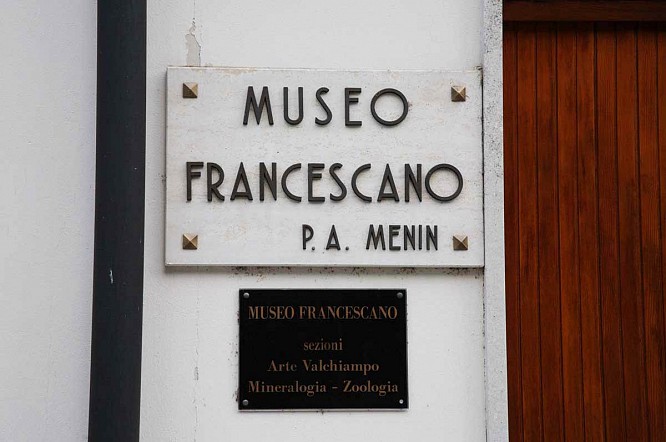 MUSEO
FRANCESCANO
P. A. MENIN
MUSEO FRANCESCANO
sezioni
Arte Valchiampo
Mineralogia - Zoologia